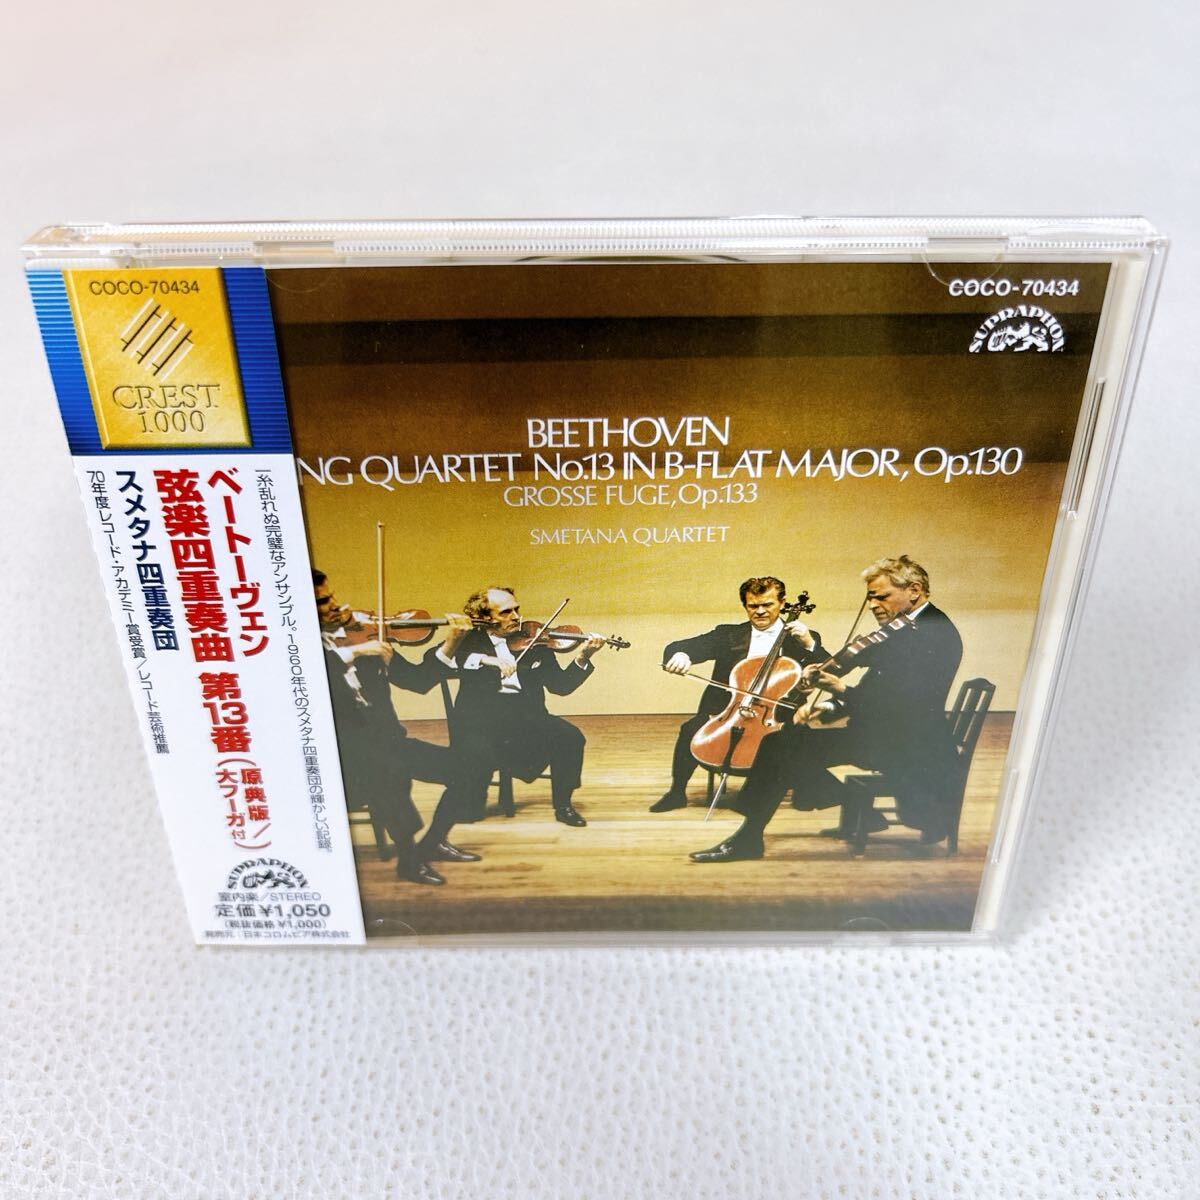 COCO-70434
CREST
1000
一糸乱れぬ完璧なアンサンブル。1960年代のスメタナ四重奏団の輝かしい記録。
ベートーヴェン
弦楽四重奏曲 第13番(原典版/大フーガ付)
スメタナ四重奏団
70年度レコード・アカデミー賞受賞/レコード芸術推薦
SUPRAPHON
室内楽/STEREO
定価¥1,050
(税抜価格¥1,000)
発売元:日本コロムビア株式会社
COCO-70434
SUPRAPHON
BEETHOVEN
NG QUARTET No.13 IN B-FLAT MAJOR, Op.130
GROSSE FUGE, Op.133
SMETANA QUARTET